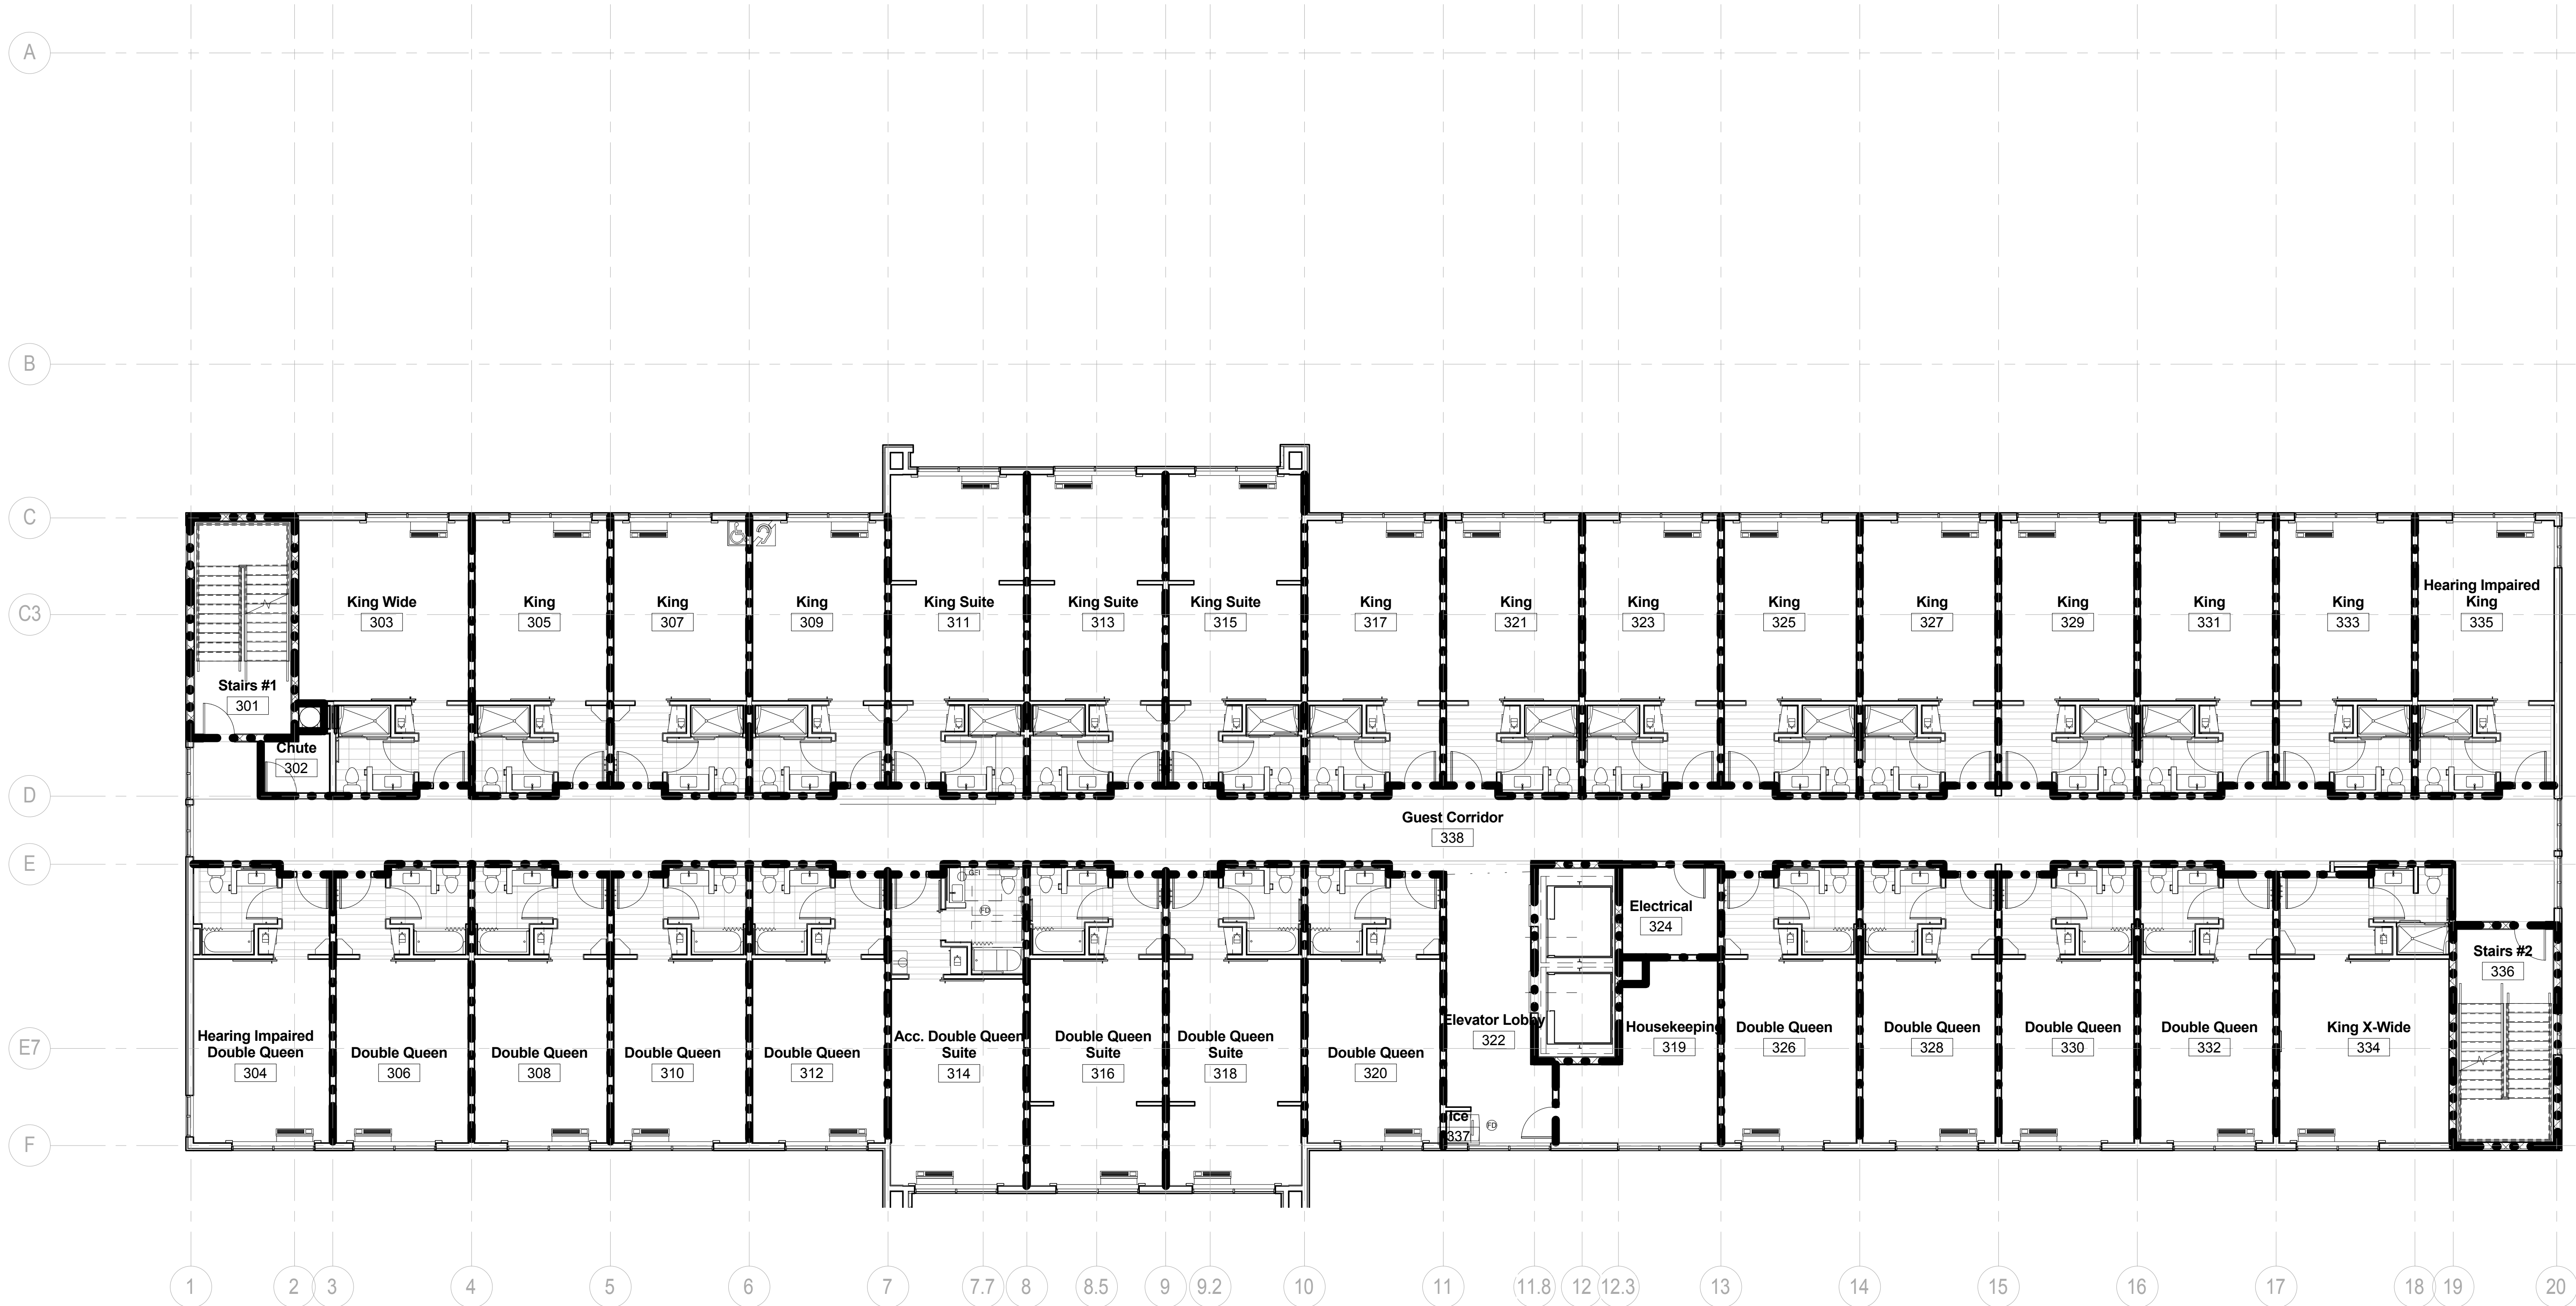 A
B
C
C3
King Wide
303
King
305
King
307
King
309
King Suite
311
King Suite
313
King Suite
315
King
317
King
321
King
323
King
325
King
327
King
329
King
331
King
333
Hearing Impaired
King
335
Stairs #1
301
Chute
302
D
Guest Corridor
338
E
GFI
FD
Electrical
324
Stairs #2
336
E7
Hearing Impaired
Double Queen
304
Double Queen
306
Double Queen
308
Double Queen
310
Double Queen
312
Acc. Double Queen
Suite
314
Double Queen
Suite
316
Double Queen
Suite
318
Double Queen
320
Elevator Lobby
322
Housekeeping
319
Double Queen
326
Double Queen
328
Double Queen
330
Double Queen
332
King X-Wide
334
Ice
337
FD
F
1
2
3
4
5
6
7
7.7
8
8.5
9
9.2
10
11
11.8
12
12.3
13
14
15
16
17
18
19
20